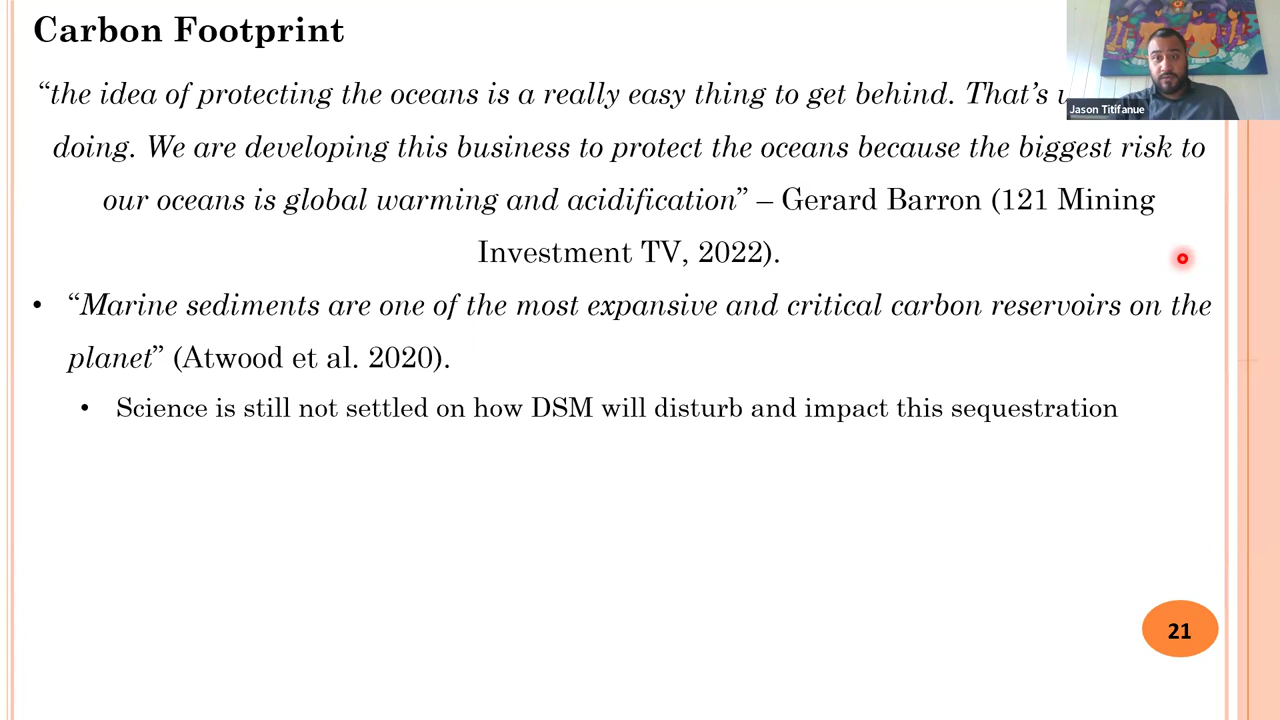 Carbon Footprint
“the idea of protecting the oceans is a really easy thing to get behind. That’s
doing. We are developing this business to protect the oceans because the biggest risk to
our oceans is global warming and acidification” – Gerard Barron (121 Mining
Investment TV, 2022).
• “Marine sediments are one of the most expansive and critical carbon reservoirs on the
planet” (Atwood et al. 2020).
• Science is still not settled on how DSM will disturb and impact this sequestration
21
Jason Titifanue